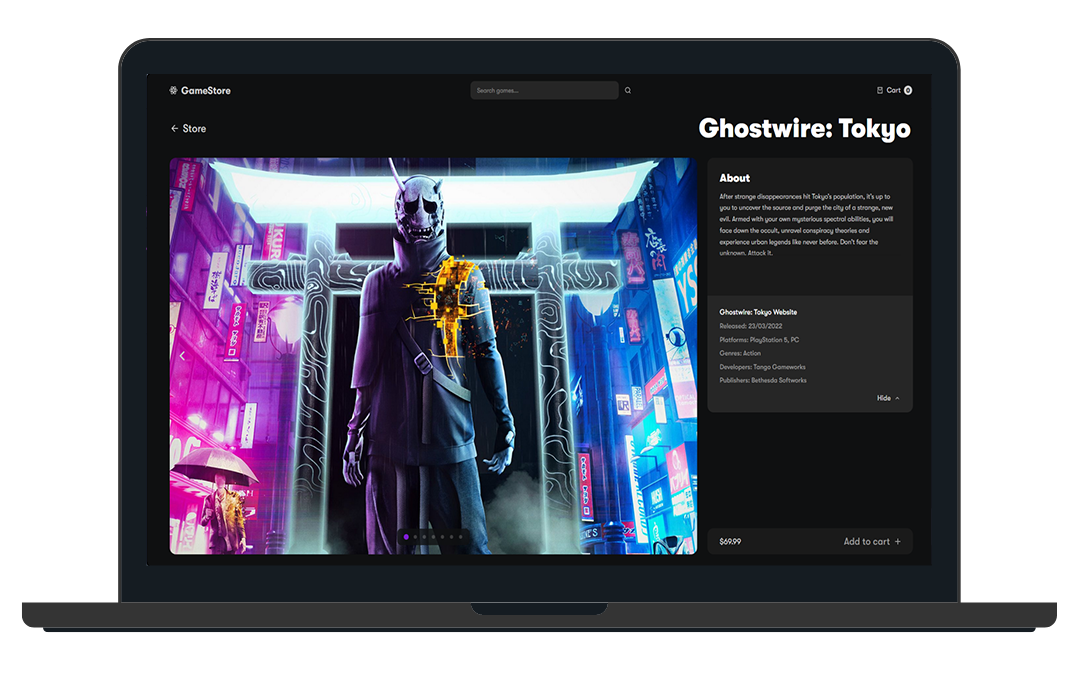 GameStore
Search games...
Cart 0
← Store
Ghostwire: Tokyo
About
After strange disappearances hit Tokyo's population, it's up to
you to uncover the source and purge the city of a strange, new
evil. Armed with your own mysterious spectral abilities, you will
face down the occult, unravel conspiracy theories and
experience urban legends like never before. Don't fear the
unknown. Attack it.
Ghostwire: Tokyo Website
Released: 23/03/2022
Platforms: PlayStation 5, PC
Genres: Action
Developers: Tango Gameworks
Publishers: Bethesda Softworks
Hide
$69.99
Add to cart +
KURI
YS